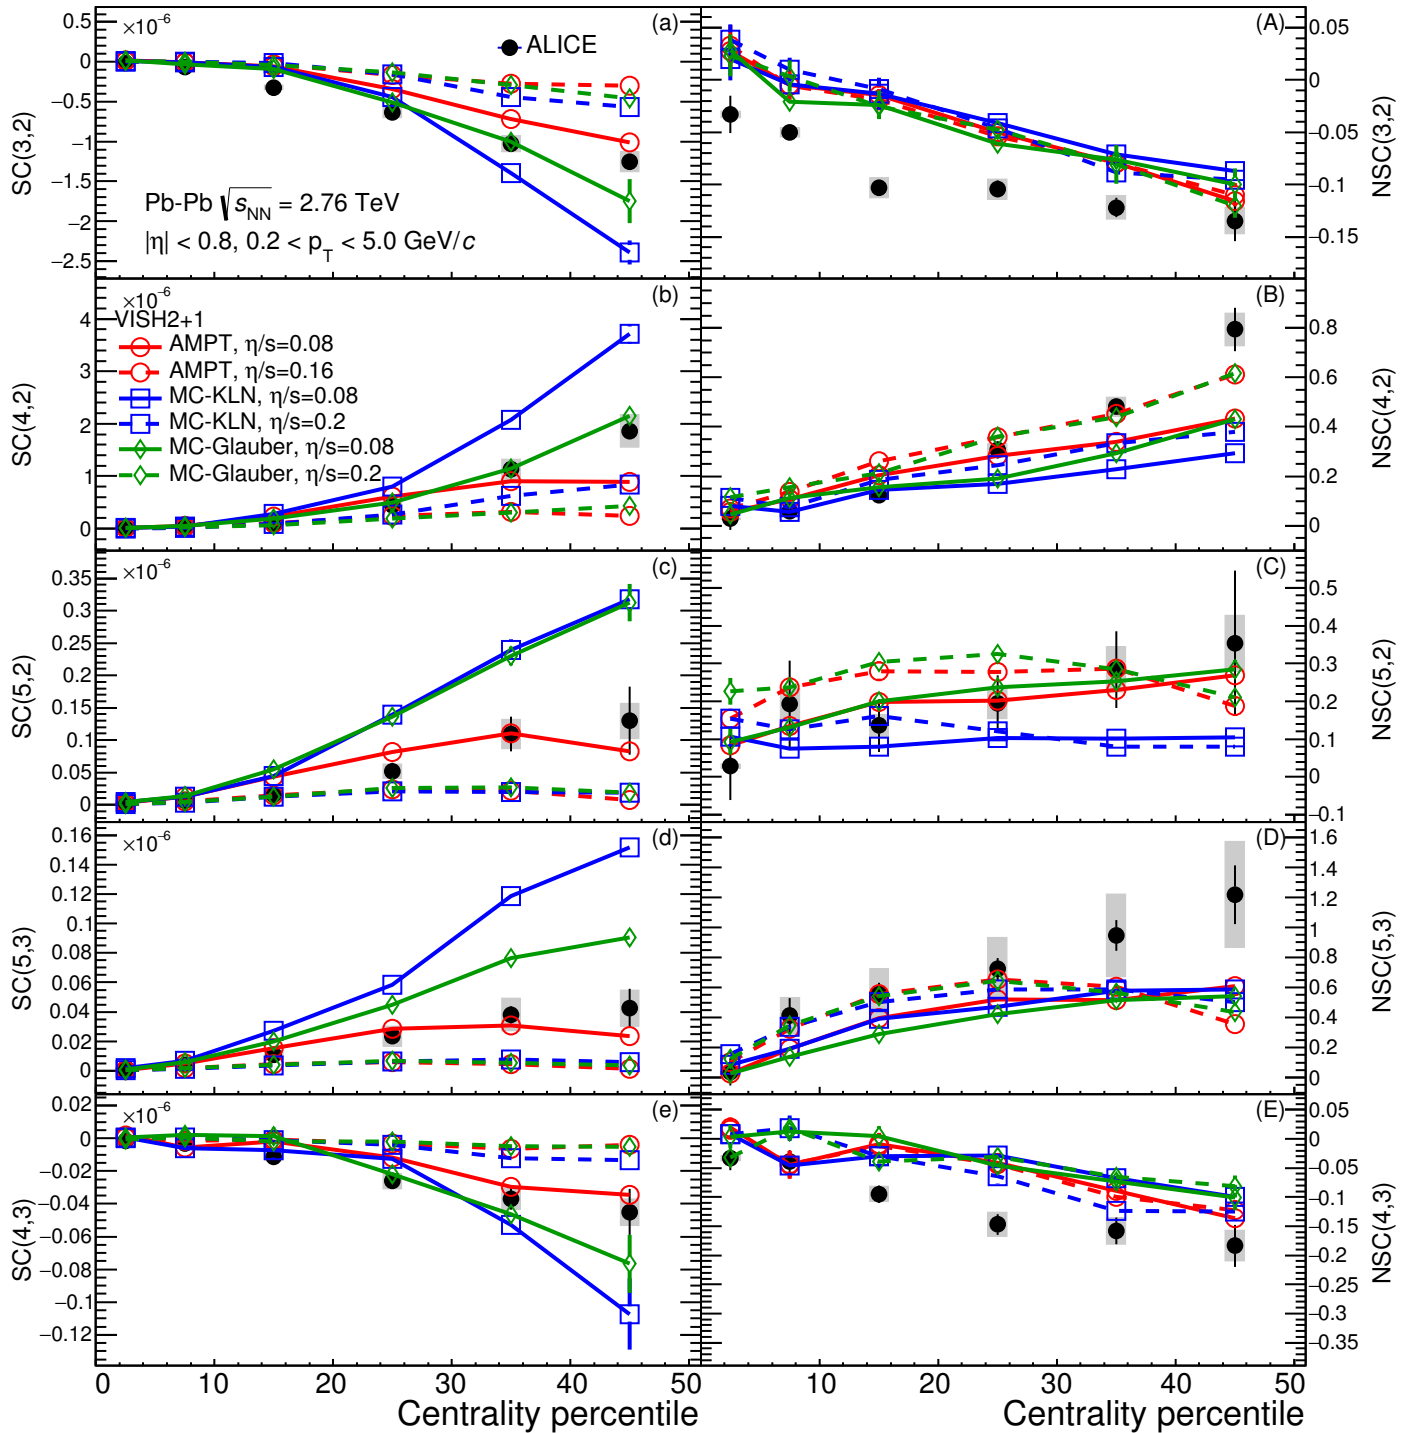 ×10⁻⁶ (a)
ALICE
Pb-Pb √s_NN = 2.76 TeV
|η| < 0.8, 0.2 < p_T < 5.0 GeV/c
0.5
0
−0.5
−1
−1.5
−2
−2.5
SC(3,2)
(A)
0.05
0
−0.05
−0.1
−0.15
NSC(3,2)
×10⁻⁶ (b)
VISH2+1
AMPT, η/s=0.08
AMPT, η/s=0.16
MC-KLN, η/s=0.08
MC-KLN, η/s=0.2
MC-Glauber, η/s=0.08
MC-Glauber, η/s=0.2
4
3
2
1
0
SC(4,2)
(B)
0.8
0.6
0.4
0.2
0
NSC(4,2)
×10⁻⁶ (c)
0.35
0.3
0.25
0.2
0.15
0.1
0.05
0
SC(5,2)
(C)
0.5
0.4
0.3
0.2
0.1
0
−0.1
NSC(5,2)
×10⁻⁶ (d)
0.16
0.14
0.12
0.1
0.08
0.06
0.04
0.02
0
SC(5,3)
(D)
1.6
1.4
1.2
1
0.8
0.6
0.4
0.2
0
NSC(5,3)
×10⁻⁶ (e)
0.02
0
−0.02
−0.04
−0.06
−0.08
−0.1
−0.12
SC(4,3)
(E)
0.05
0
−0.05
−0.1
−0.15
−0.2
−0.25
−0.3
−0.35
NSC(4,3)
0 10 20 30 40 50 10 20 30 40 50
Centrality percentile Centrality percentile